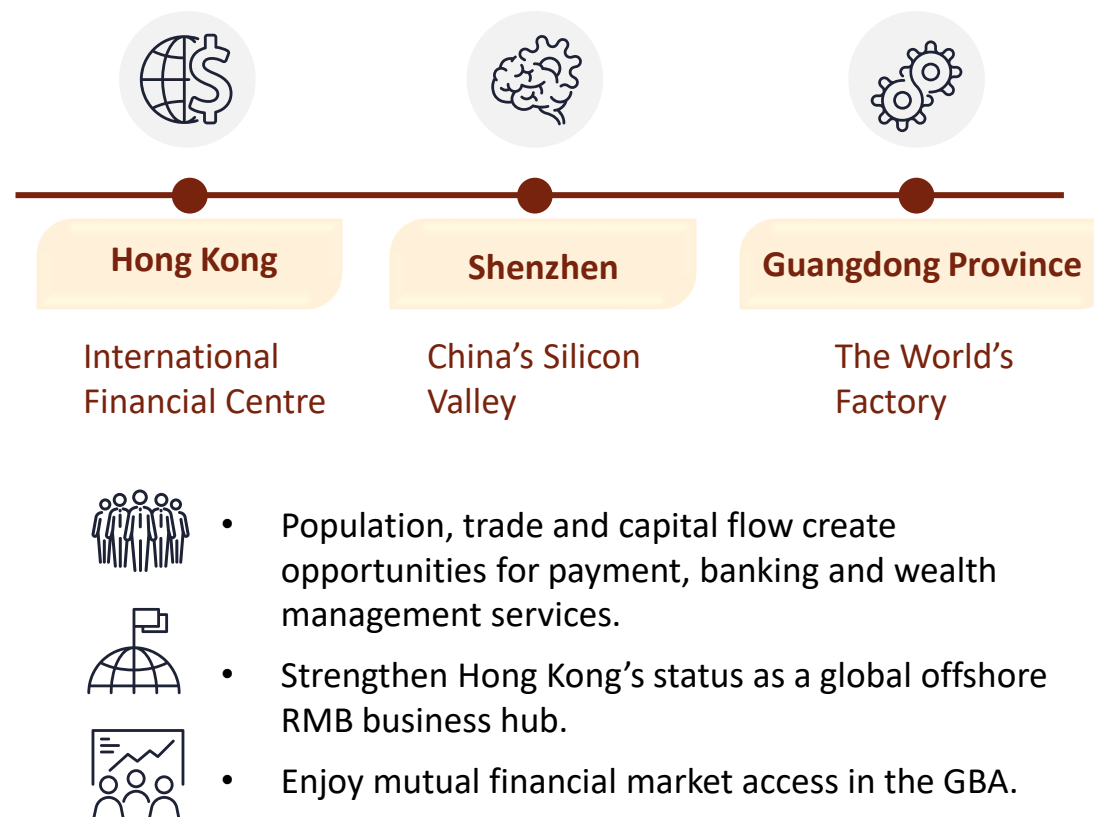 Hong Kong
Shenzhen
Guangdong Province
International
Financial Centre
China’s Silicon
Valley
The World’s
Factory
• Population, trade and capital flow create
opportunities for payment, banking and wealth
management services.
• Strengthen Hong Kong’s status as a global offshore
RMB business hub.
• Enjoy mutual financial market access in the GBA.